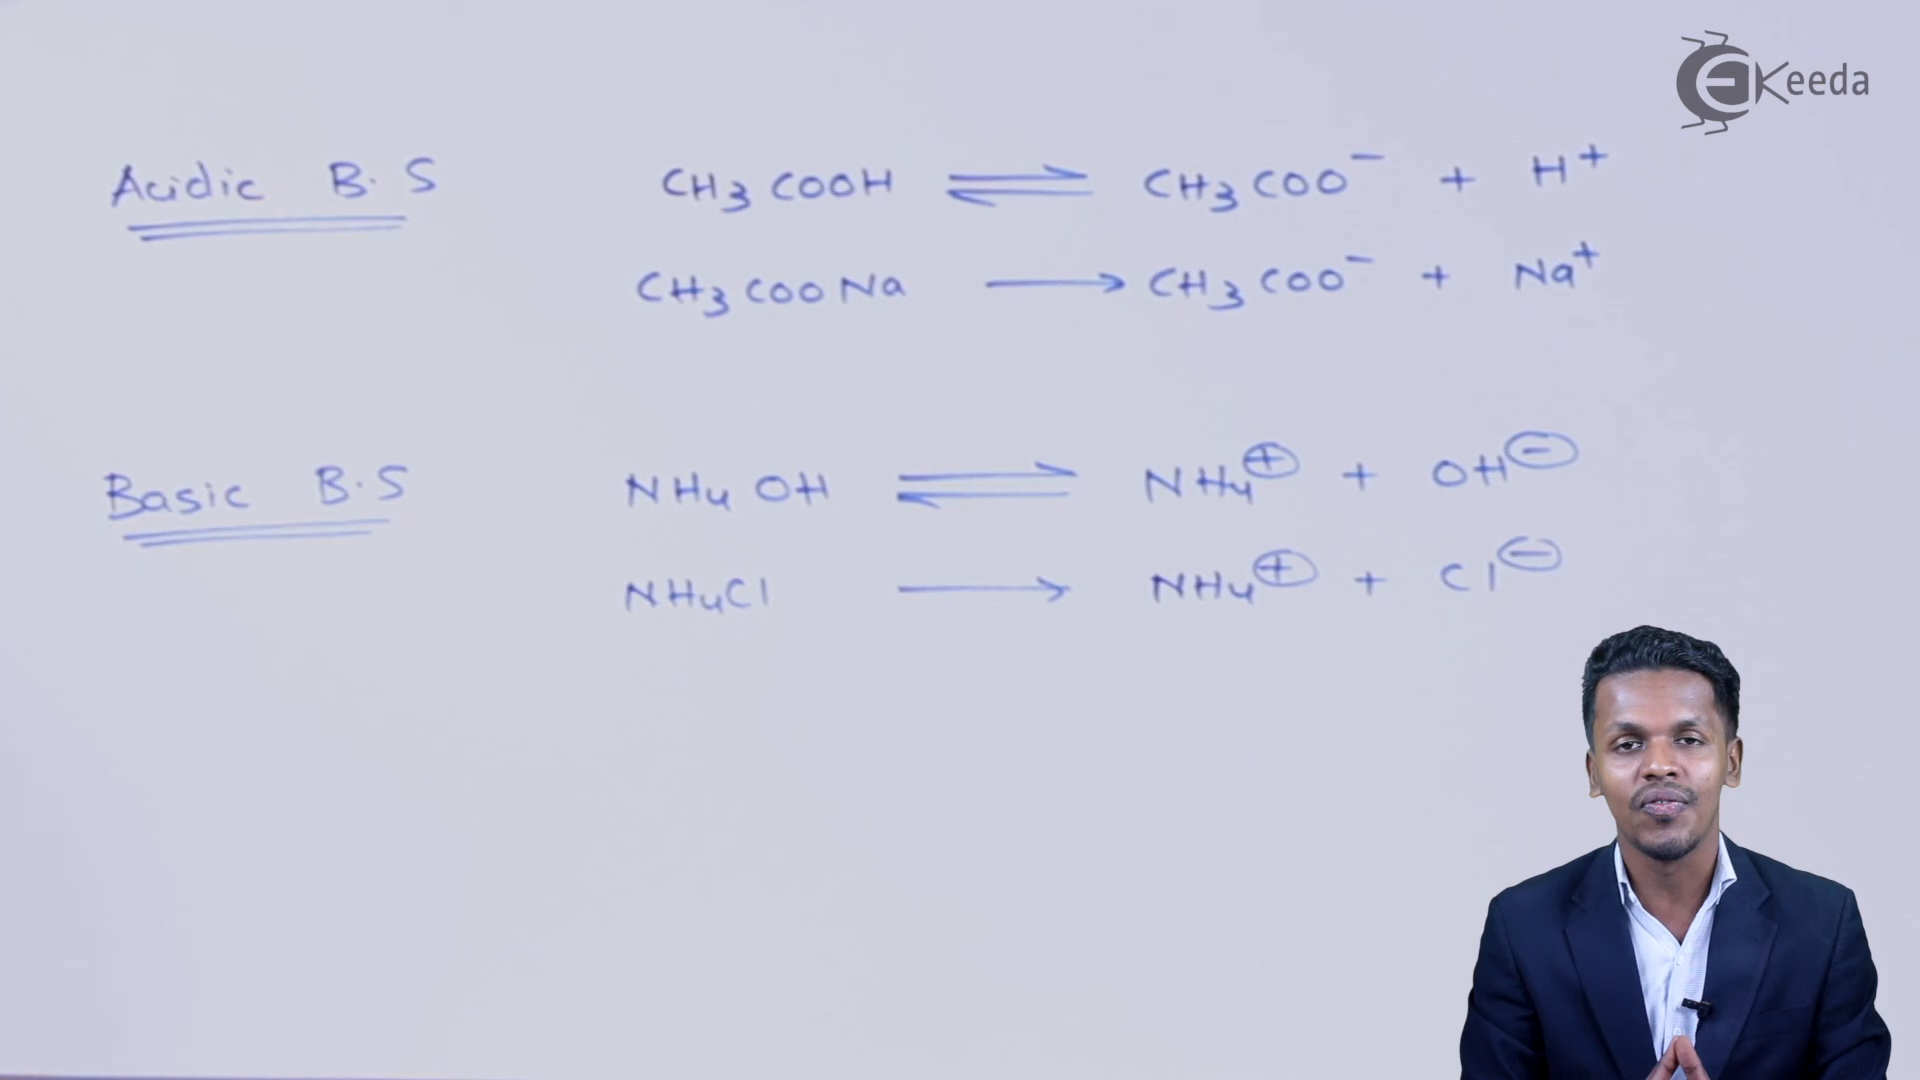 EKeeda
Acidic B.S CH3COOH ⇌ CH3COO⁻ + H⁺
CH3COONa ⟶ CH3COO⁻ + Na⁺
Basic B.S NH4OH ⇌ NH4⊕ + OH⊖
NH4Cl ⟶ NH4⊕ + Cl⊖